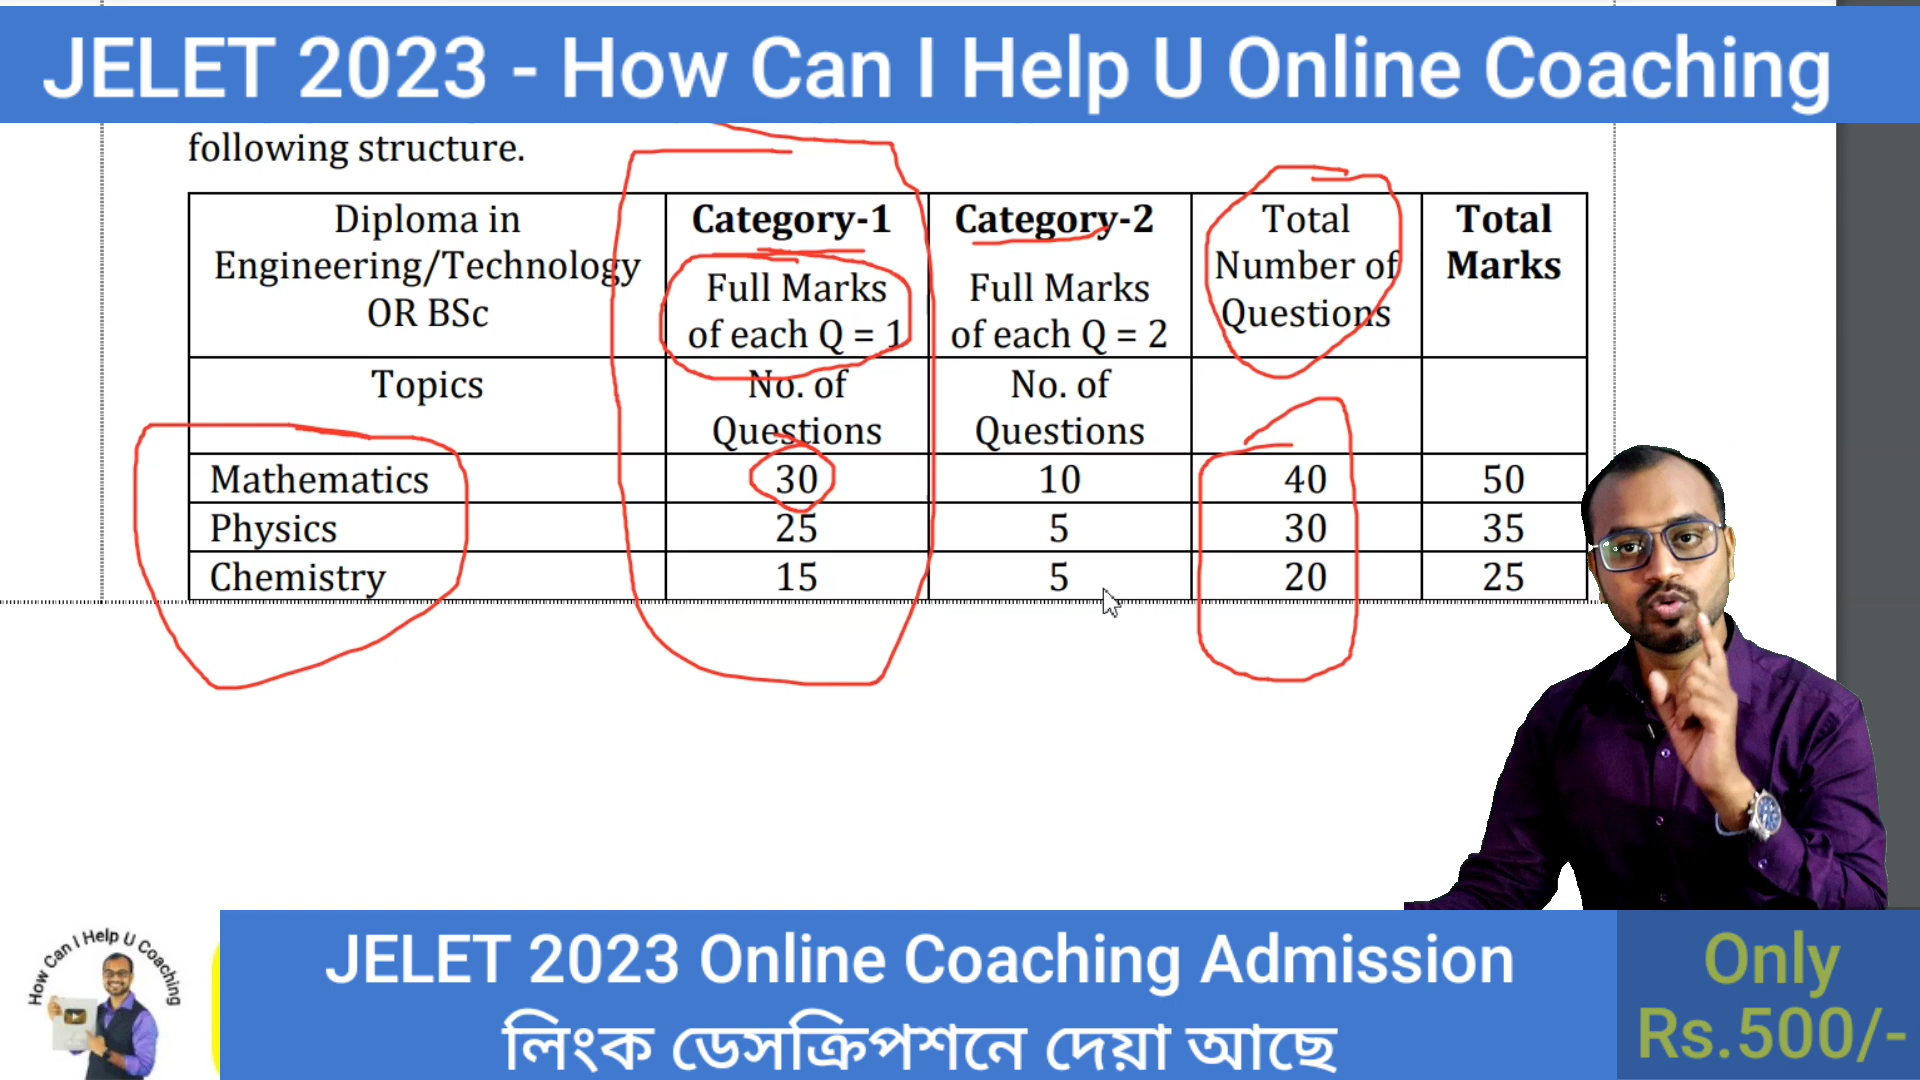 JELET 2023 - How Can I Help U Online Coaching
following structure.
Diploma in
Engineering/Technology
OR BSc
Category-1
Full Marks
of each Q = 1
Category-2
Full Marks
of each Q = 2
Total
Number of
Questions
Total
Marks
Topics
No. of
Questions
No. of
Questions
Mathematics 30 10 40 50
Physics 25 5 30 35
Chemistry 15 5 20 25
How Can I Help U Coaching
JELET 2023 Online Coaching Admission
লিংক ডেসক্রিপশনে দেয়া আছে
Only
Rs.500/-